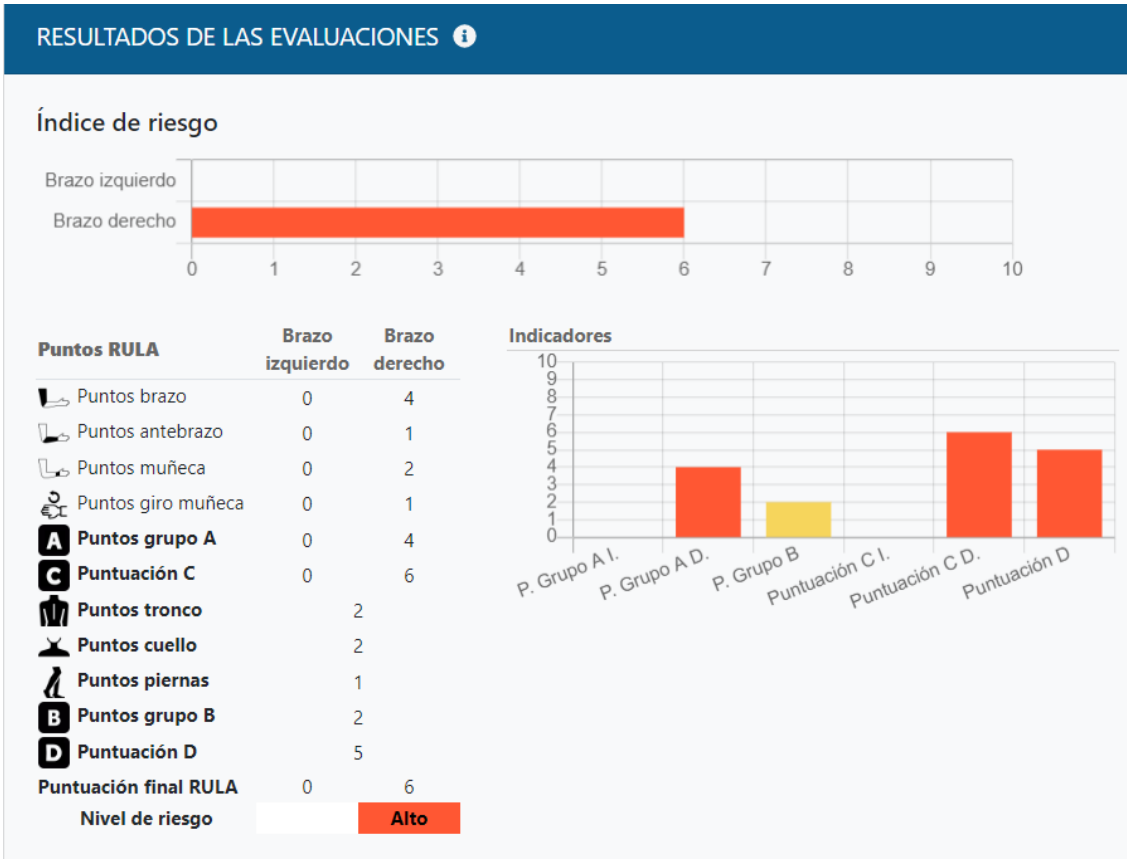 RESULTADOS DE LAS EVALUACIONES i
Índice de riesgo
Brazo izquierdo
Brazo derecho
0 1 2 3 4 5 6 7 8 9 10
Puntos RULA Brazo izquierdo Brazo derecho
Puntos brazo 0 4
Puntos antebrazo 0 1
Puntos muñeca 0 2
Puntos giro muñeca 0 1
A Puntos grupo A 0 4
C Puntuación C 0 6
Puntos tronco 2
Puntos cuello 2
Puntos piernas 1
B Puntos grupo B 2
D Puntuación D 5
Puntuación final RULA 0 6
Nivel de riesgo Alto
Indicadores
10
9
8
7
6
5
4
3
2
1
0
P. Grupo A I. P. Grupo A D. P. Grupo B Puntuación C I. Puntuación C D. Puntuación D